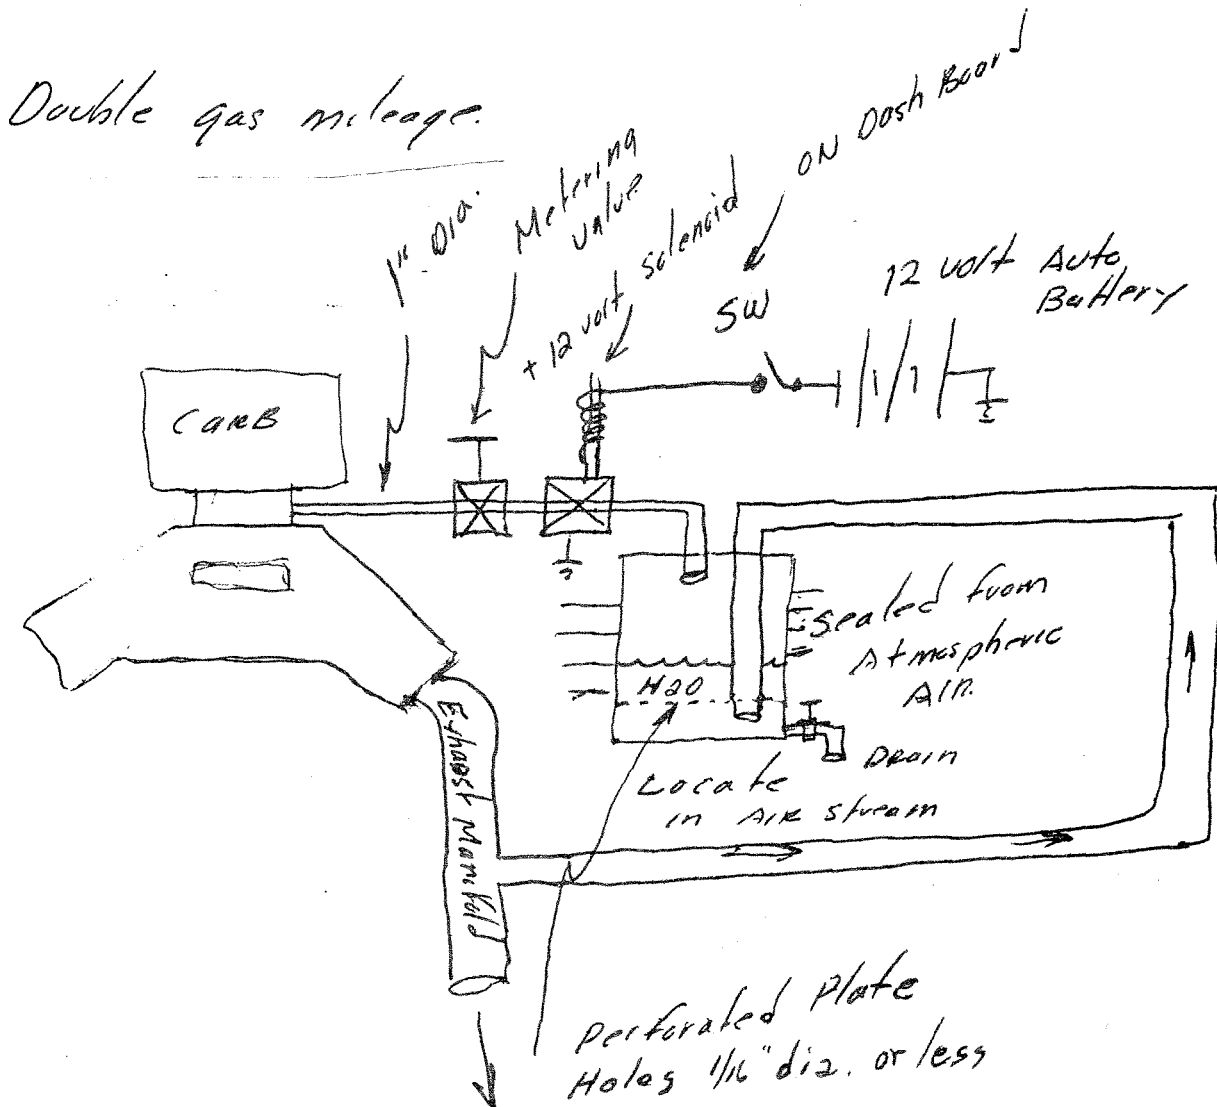 Double gas mileage.
1" Dia.
Metering
valve
+ 12 volt solenoid
ON Dash Board
SW
12 volt Auto
Battery
CARB
Sealed from
Atmospheric
AIR.
H2O
DRAIN
Locate
in AIR stream
Exhaust Manifold
Perforated Plate
Holes 1/16" dia. or less